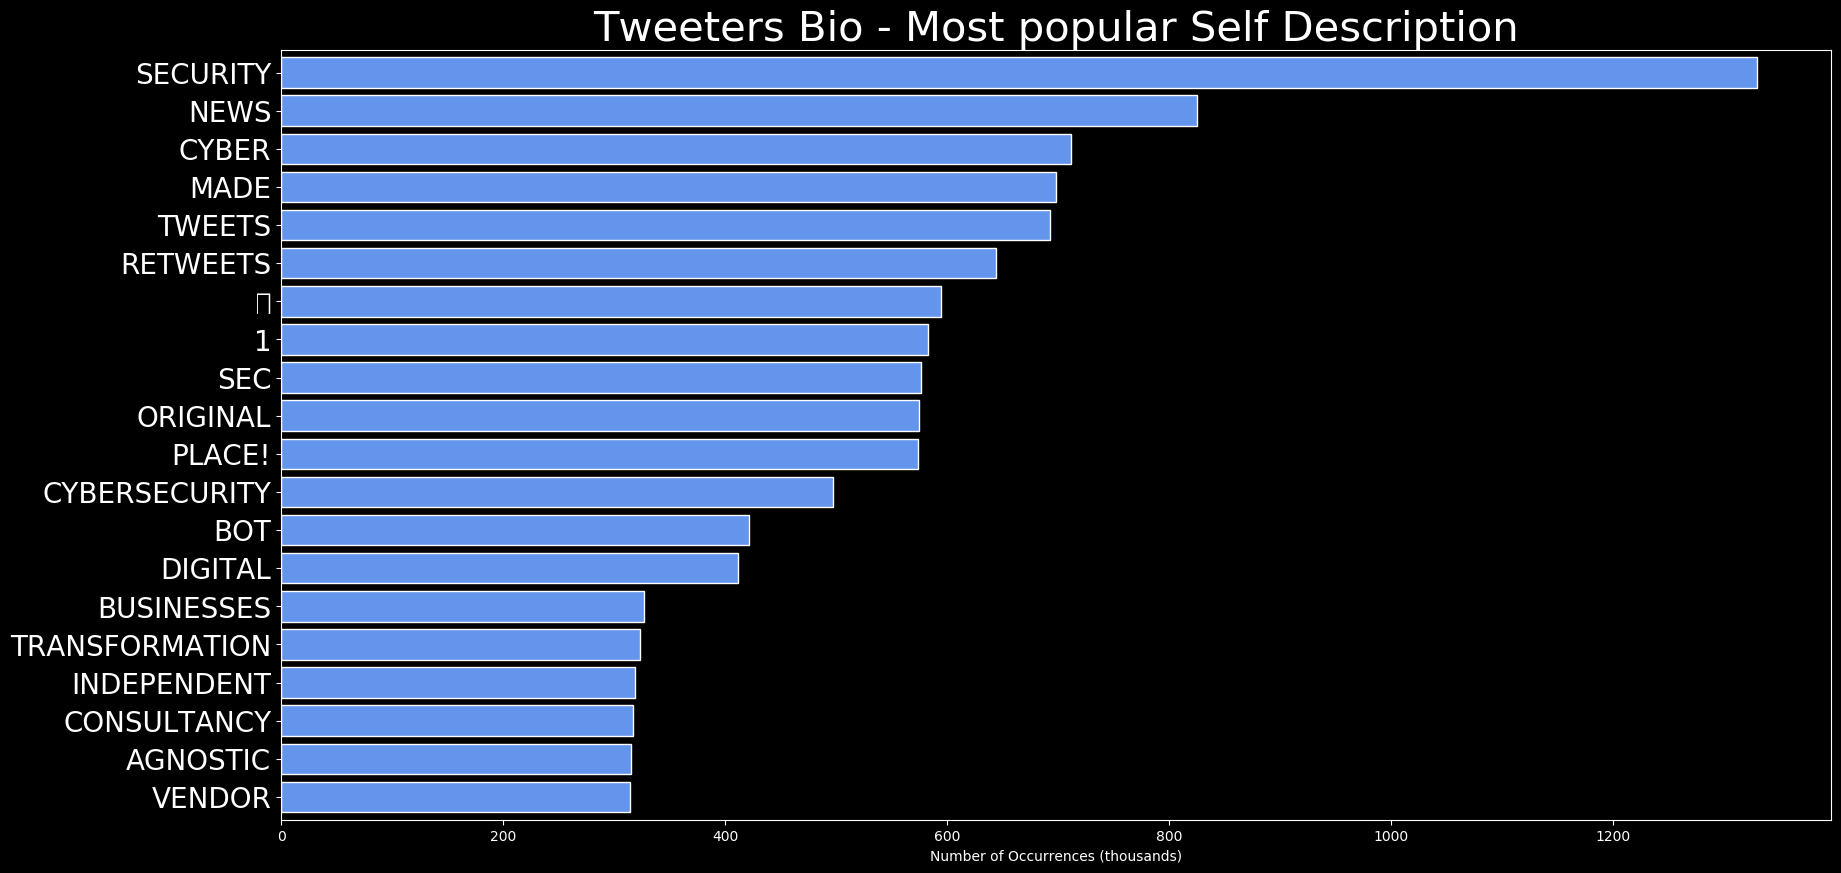 Tweeters Bio - Most popular Self Description
SECURITY
NEWS
CYBER
MADE
TWEETS
RETWEETS
1
SEC
ORIGINAL
PLACE!
CYBERSECURITY
BOT
DIGITAL
BUSINESSES
TRANSFORMATION
INDEPENDENT
CONSULTANCY
AGNOSTIC
VENDOR
0 200 400 600 800 1000 1200
Number of Occurrences (thousands)